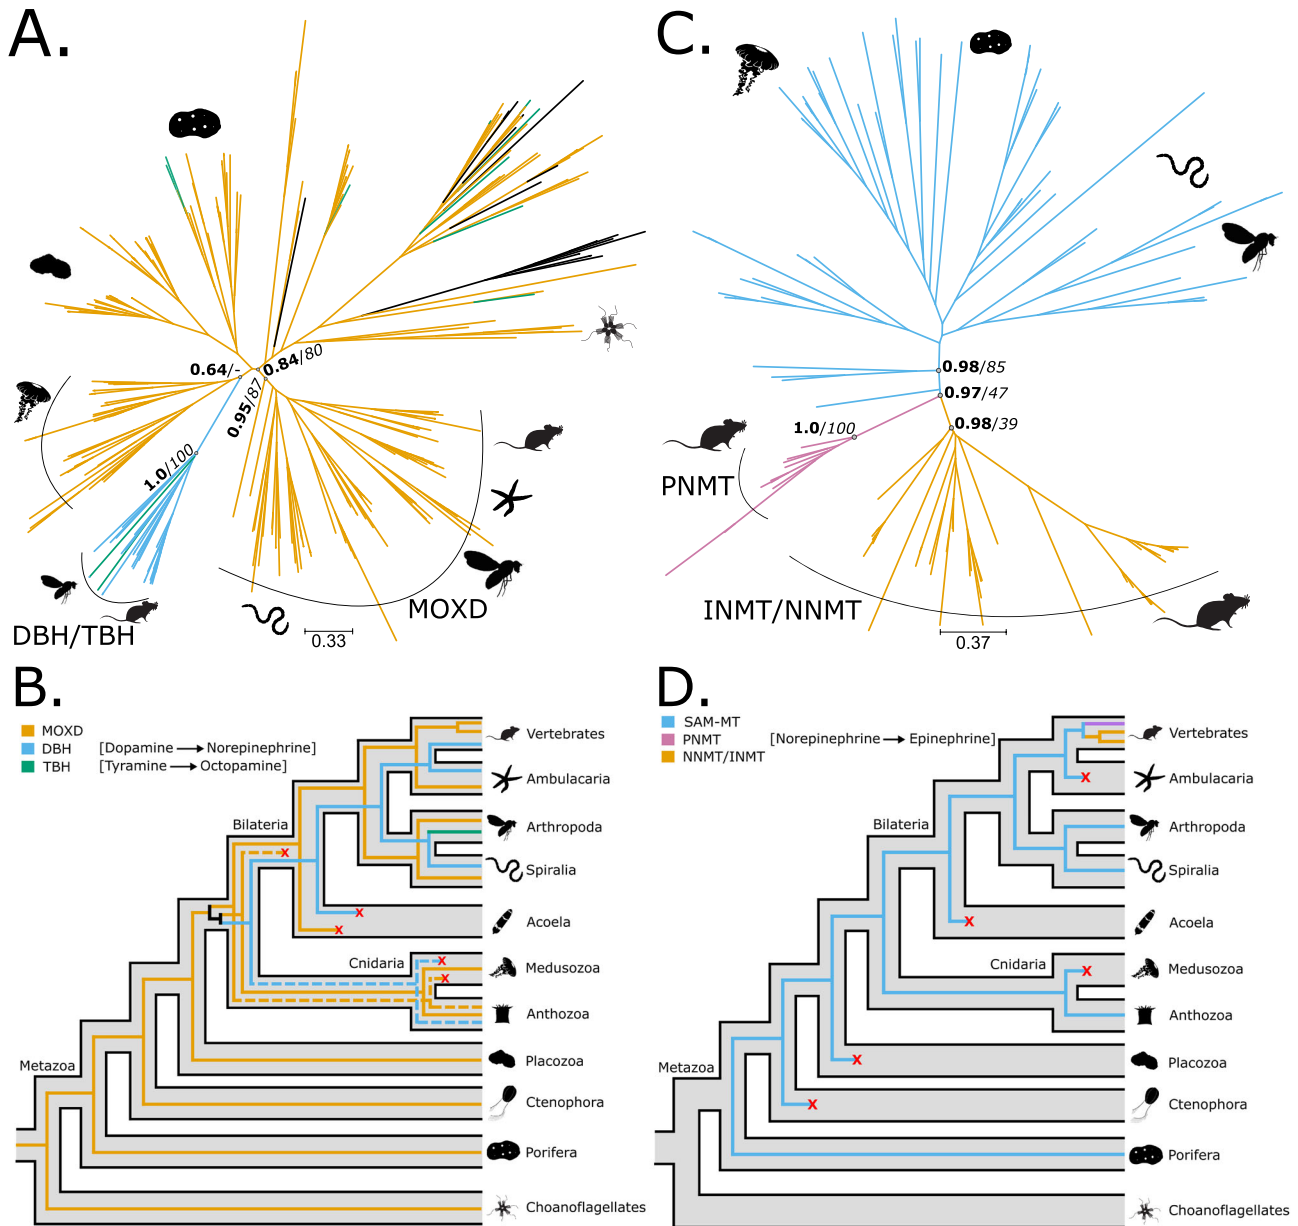 A.
0.64/-
0.84/80
0.95/87
1.0/100
MOXD
DBH/TBH
0.33
C.
0.98/85
0.97/47
0.98/39
1.0/100
PNMT
INMT/NNMT
0.37
B.
MOXD
DBH [Dopamine → Norepinephrine]
TBH [Tyramine → Octopamine]
Vertebrates
Ambulacaria
Bilateria
Arthropoda
Spiralia
x
x
Acoela
x
Cnidaria
x
Medusozoa
x
Anthozoa
Placozoa
Metazoa
Ctenophora
Porifera
Choanoflagellates
D.
SAM-MT
PNMT [Norepinephrine → Epinephrine]
NNMT/INMT
Vertebrates
x
Ambulacaria
Bilateria
Arthropoda
Spiralia
x
Acoela
Cnidaria
x
Medusozoa
Anthozoa
x
Placozoa
Metazoa
x
Ctenophora
Porifera
Choanoflagellates